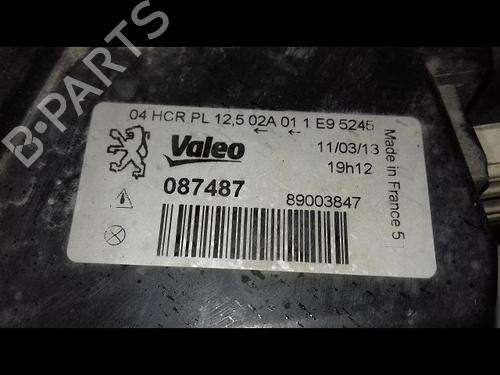 04 HCR PL 12,5 02A 01 1 E9 5245
Valeo
11/03/13
19h12
087487
89003847
Made in France 5
B-PARTS